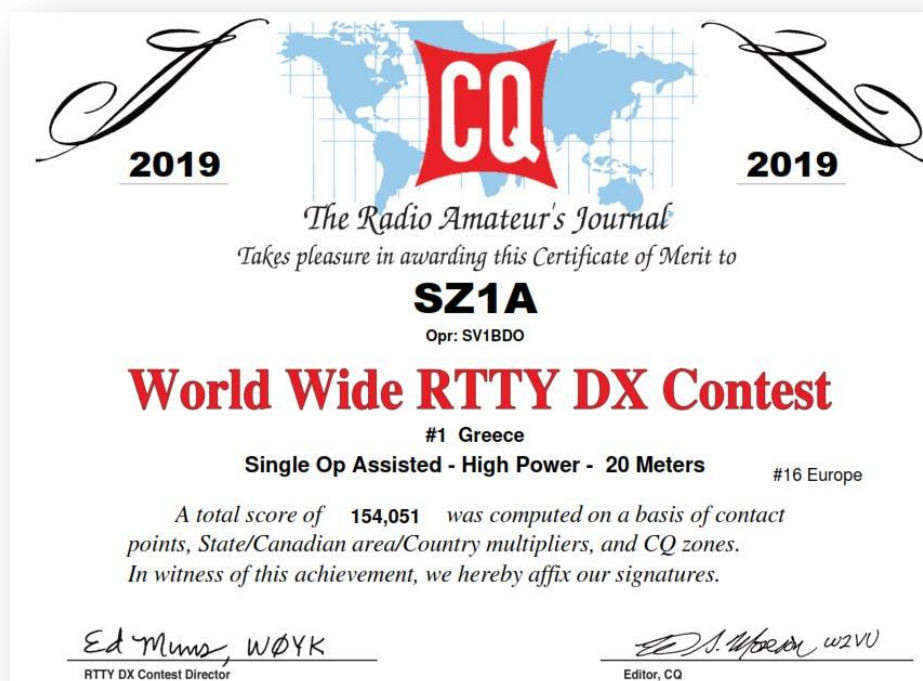 CQ
2019 2019
The Radio Amateur's Journal
Takes pleasure in awarding this Certificate of Merit to
SZ1A
Opr: SV1BDO
World Wide RTTY DX Contest
#1 Greece
Single Op Assisted - High Power - 20 Meters
#16 Europe
A total score of 154,051 was computed on a basis of contact
points, State/Canadian area/Country multipliers, and CQ zones.
In witness of this achievement, we hereby affix our signatures.
Ed Muns, WØYK
W2VU
RTTY DX Contest Director
Editor, CQ